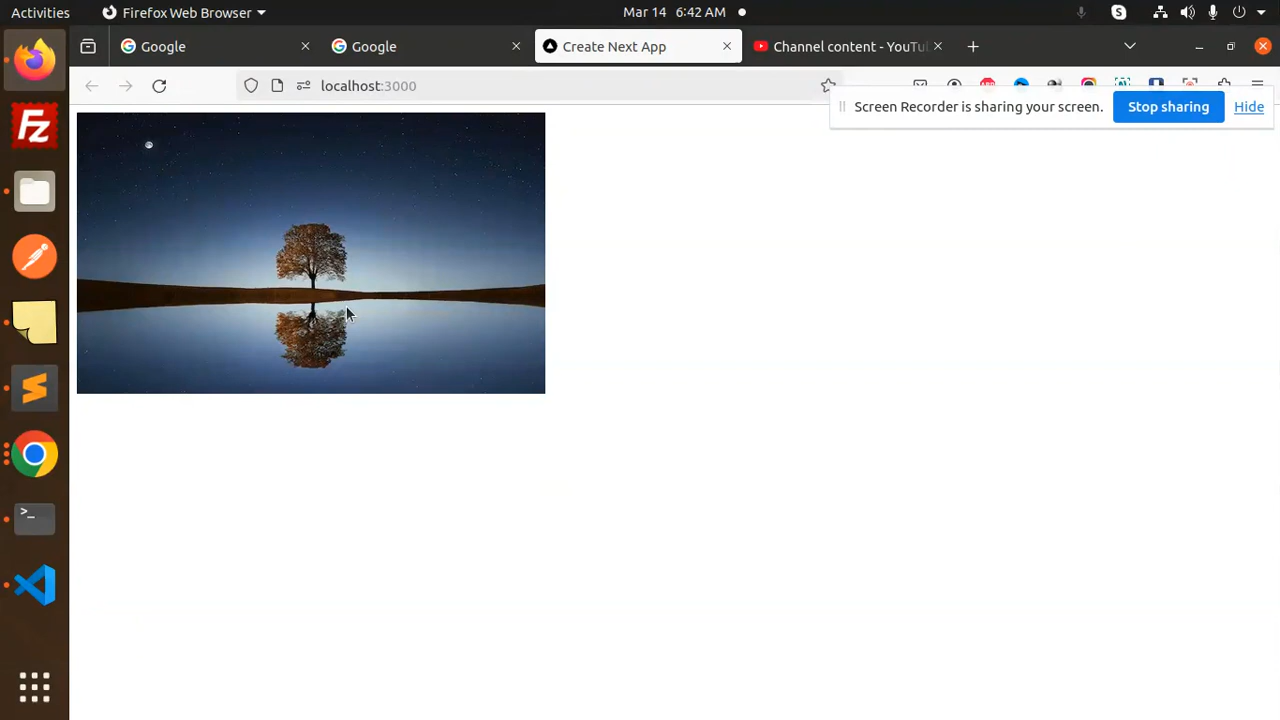 Activities
Firefox Web Browser
Mar 14 6:42 AM
Google
Google
Create Next App
Channel content - YouTu
localhost:3000
Screen Recorder is sharing your screen.
Stop sharing
Hide